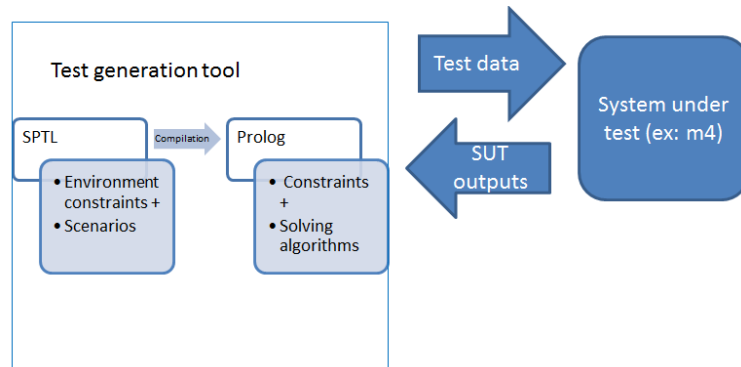 Test generation tool
SPTL
Compilation
Prolog
• Environment
constraints +
• Scenarios
• Constraints
+
• Solving
algorithms
Test data
SUT
outputs
System under
test (ex: m4)